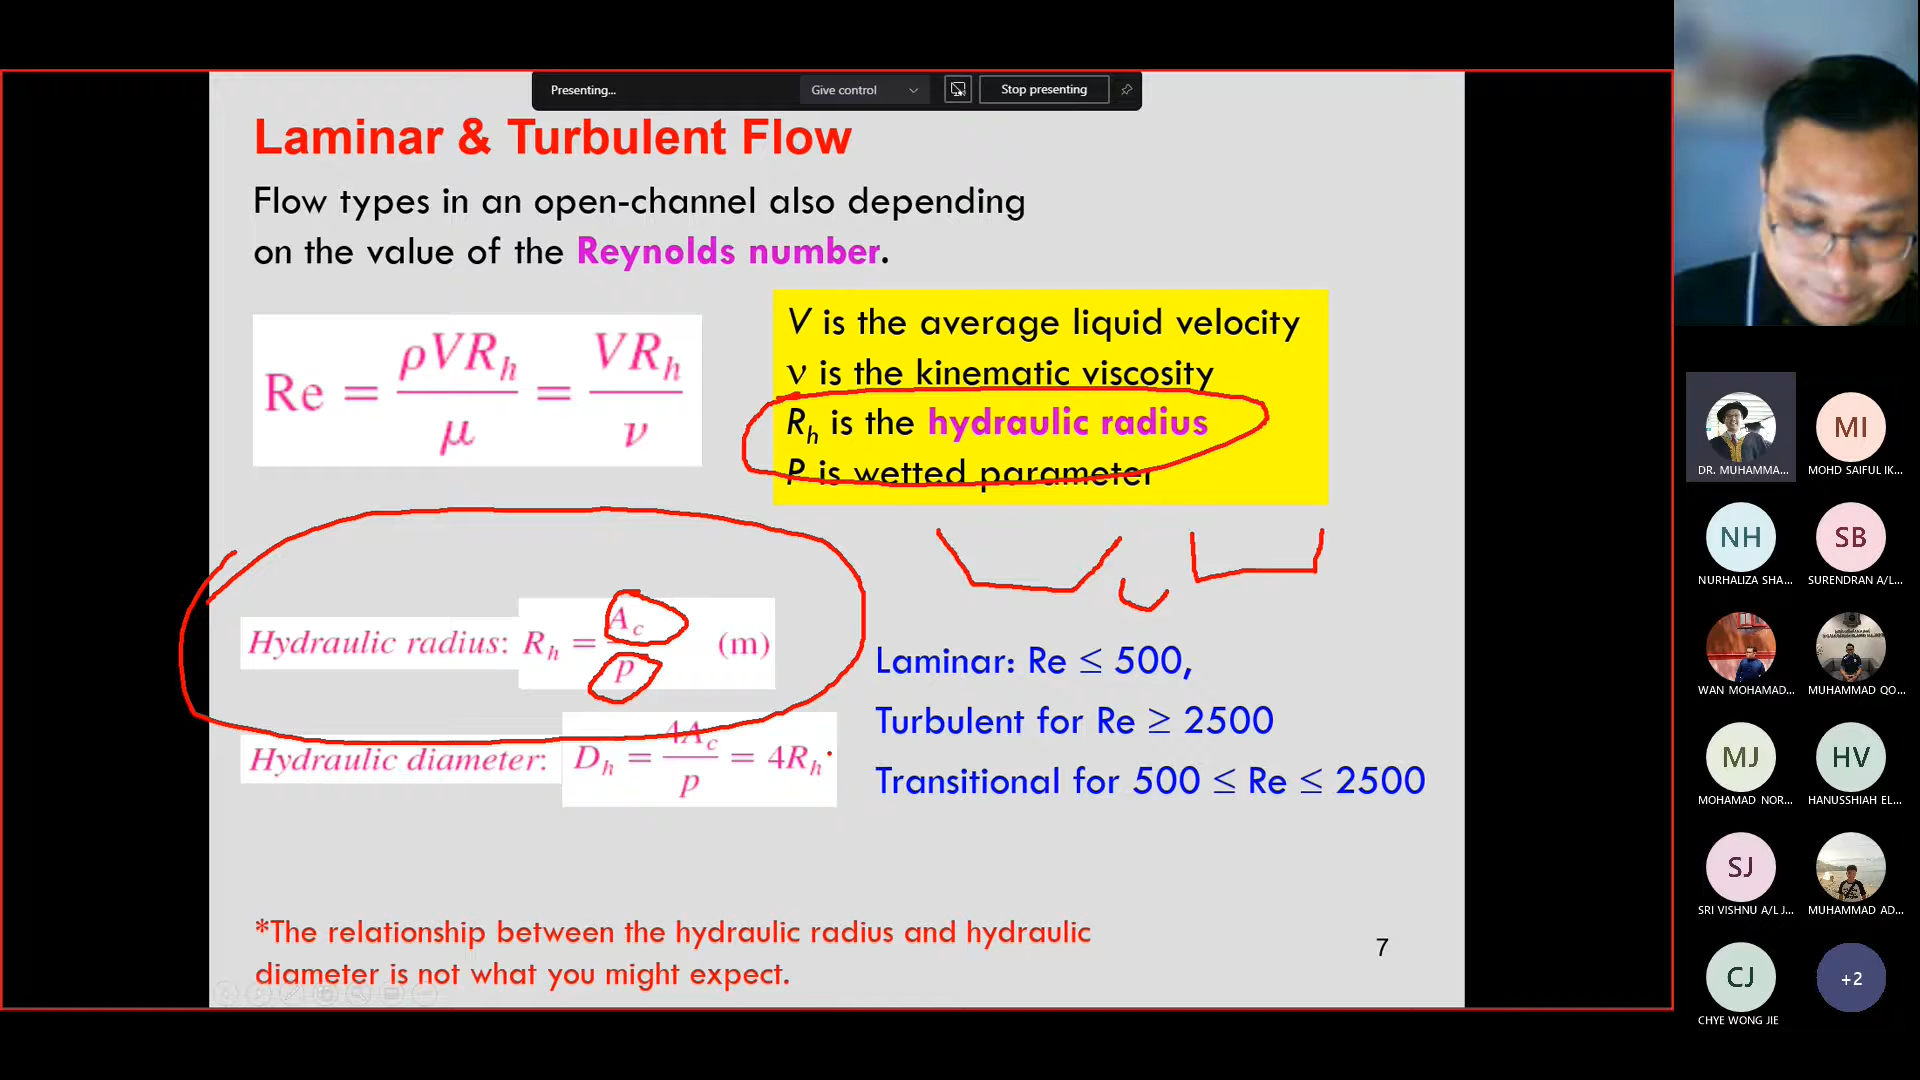 Presenting...
Give control
Stop presenting
Laminar & Turbulent Flow
Flow types in an open-channel also depending
on the value of the Reynolds number.
Re = ρVR_h / μ = VR_h / ν
V is the average liquid velocity
ν is the kinematic viscosity
R_h is the hydraulic radius
P is wetted parameter
Hydraulic radius: R_h = A_c / p (m)
Hydraulic diameter: D_h = 4A_c / p = 4R_h
Laminar: Re ≤ 500,
Turbulent for Re ≥ 2500
Transitional for 500 ≤ Re ≤ 2500
*The relationship between the hydraulic radius and hydraulic
diameter is not what you might expect.
7
DR. MUHAMMA...
MI
MOHD SAIFUL IK...
NH
NURHALIZA SHA...
SB
SURENDRAN A/L...
WAN MOHAMAD...
MUHAMMAD QO...
MJ
MOHAMAD NOR...
HV
HANUSSHIAH EL...
SJ
SRI VISHNU A/L J...
MUHAMMAD AD...
CJ
CHYE WONG JIE
+2